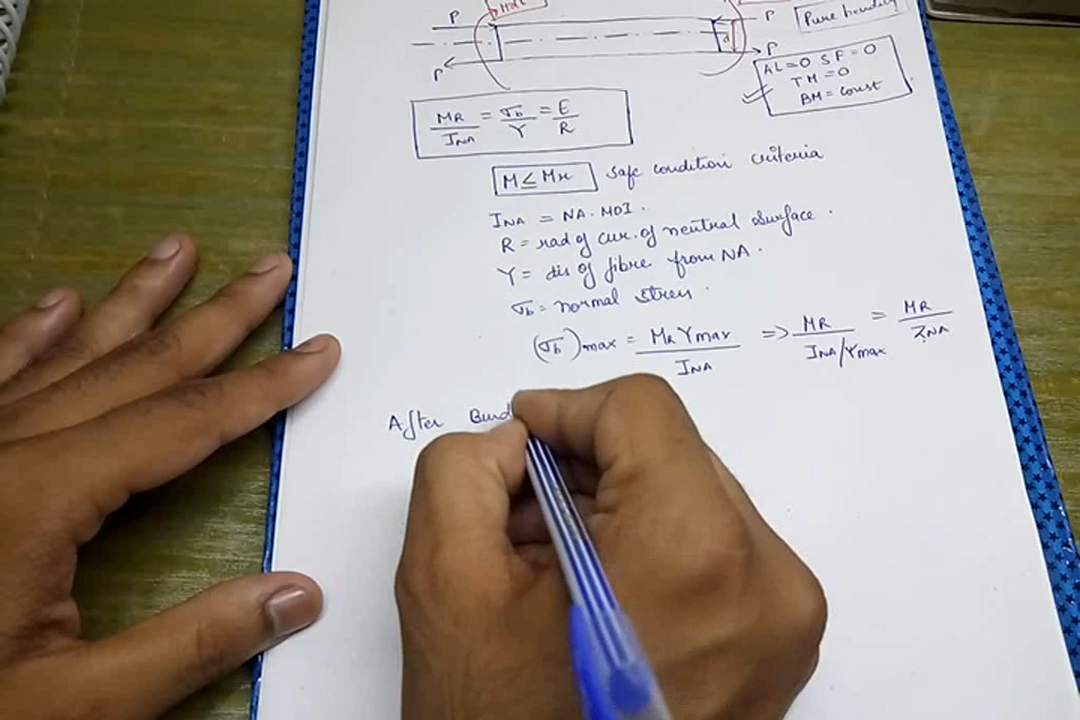 P
P Pure bending
P
P
d
AL=0 SF=0
TM=0
BM=const
MR/INA = σb/Y = E/R
M≤Mr safe condition criteria
INA = NA.MOI.
R = rad of cur. of neutral surface.
Y = dis of fibre from NA.
σb = normal stress.
(σb)max = MR Ymax/INA => MR/INA/Ymax = MR/ZNA
After Bend